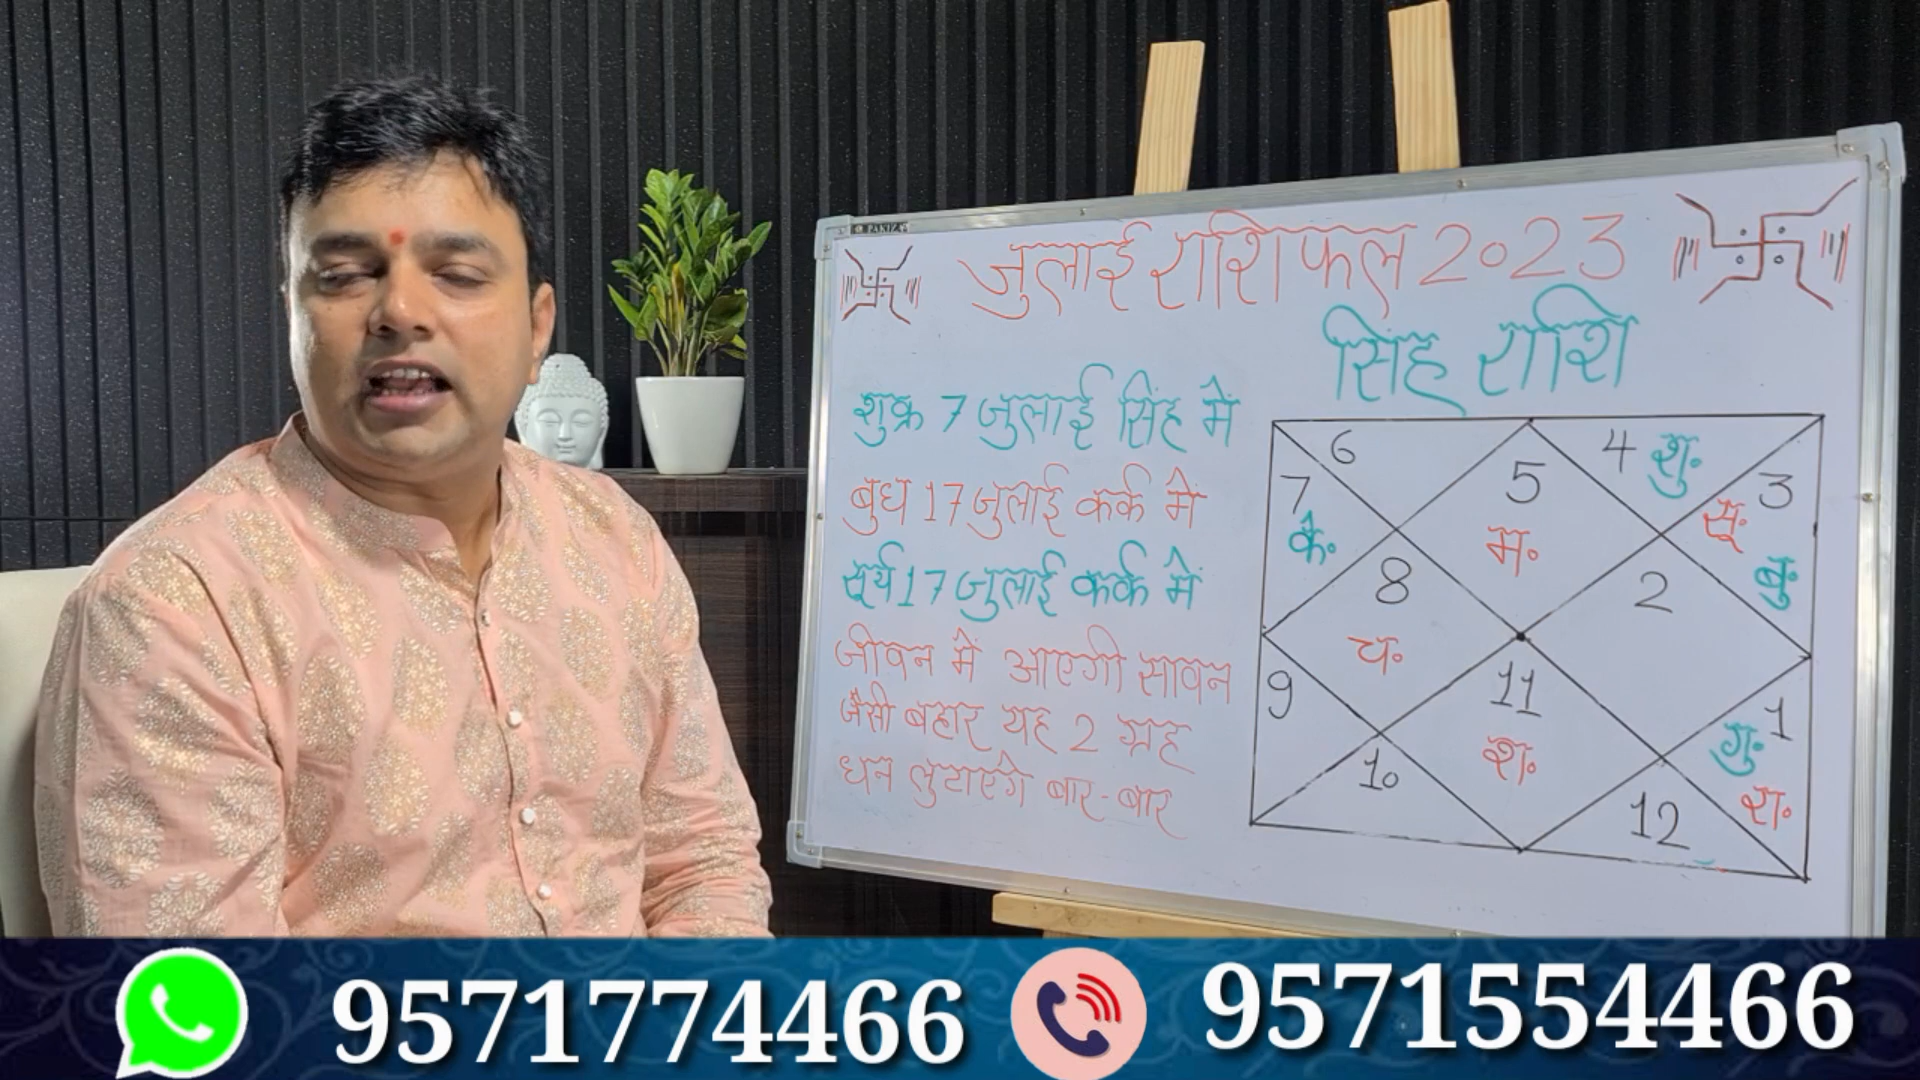 जुलाई राशिफल 2023
सिंह राशि
शुक्र 7 जुलाई सिंह में
बुध 17 जुलाई कर्क में
सूर्य 17 जुलाई कर्क में
जीवन में आएगी सावन
जैसी बहार यह 2 ग्रह
धन लुटाएंगे बार-बार
6
4 शु॰
7
5
3
के॰
म॰
सू॰
बु॰
8
2
चं॰
9
11
1
गु॰
10
श॰
12
रा॰
9571774466
9571554466